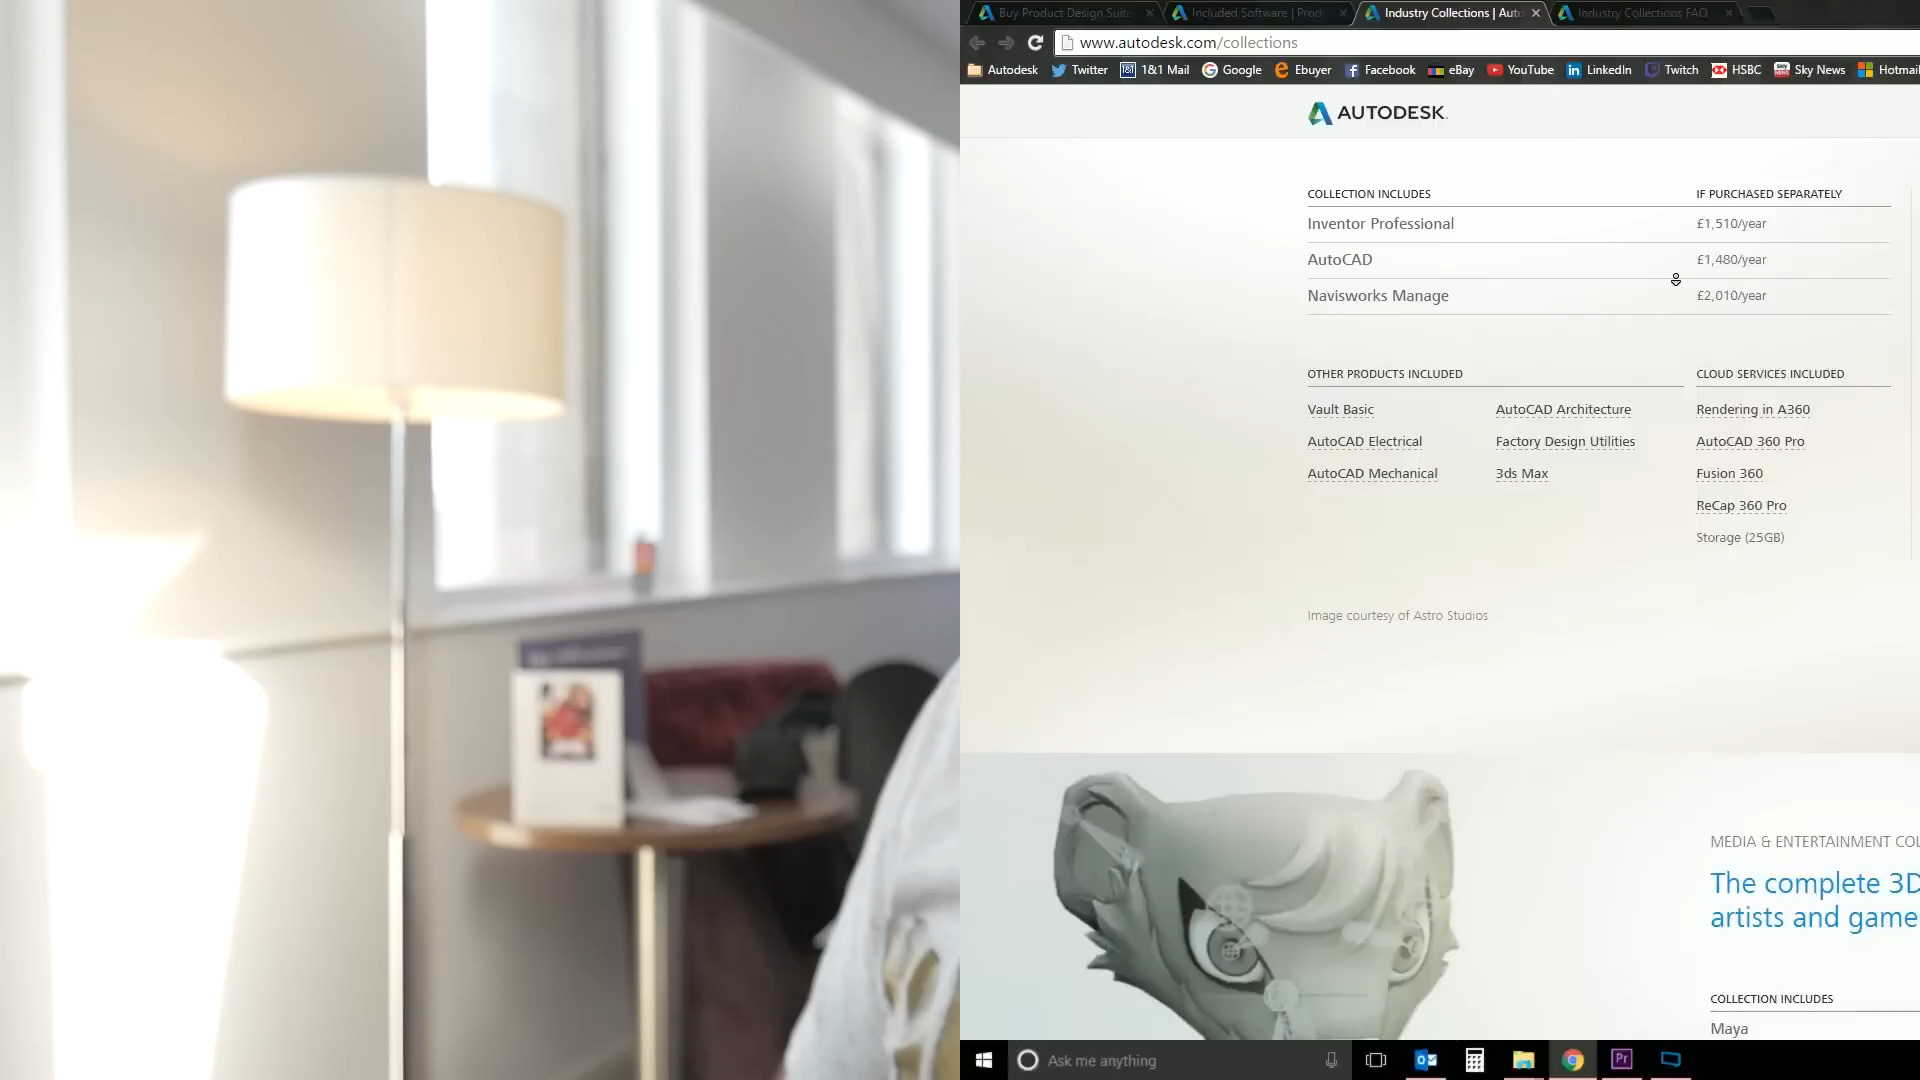 Buy Product Design Suite
Included Software | Prod
Industry Collections | Auto
Industry Collections FAQ
www.autodesk.com/collections
Autodesk Twitter 1&1 Mail Google Ebuyer Facebook eBay YouTube LinkedIn Twitch HSBC Sky News Hotmail
AUTODESK.
COLLECTION INCLUDES IF PURCHASED SEPARATELY
Inventor Professional £1,510/year
AutoCAD £1,480/year
Navisworks Manage £2,010/year
OTHER PRODUCTS INCLUDED CLOUD SERVICES INCLUDED
Vault Basic AutoCAD Architecture Rendering in A360
AutoCAD Electrical Factory Design Utilities AutoCAD 360 Pro
AutoCAD Mechanical 3ds Max Fusion 360
ReCap 360 Pro
Storage (25GB)
Image courtesy of Astro Studios
MEDIA & ENTERTAINMENT COL
The complete 3D
artists and game
COLLECTION INCLUDES
Maya
Ask me anything
Pr